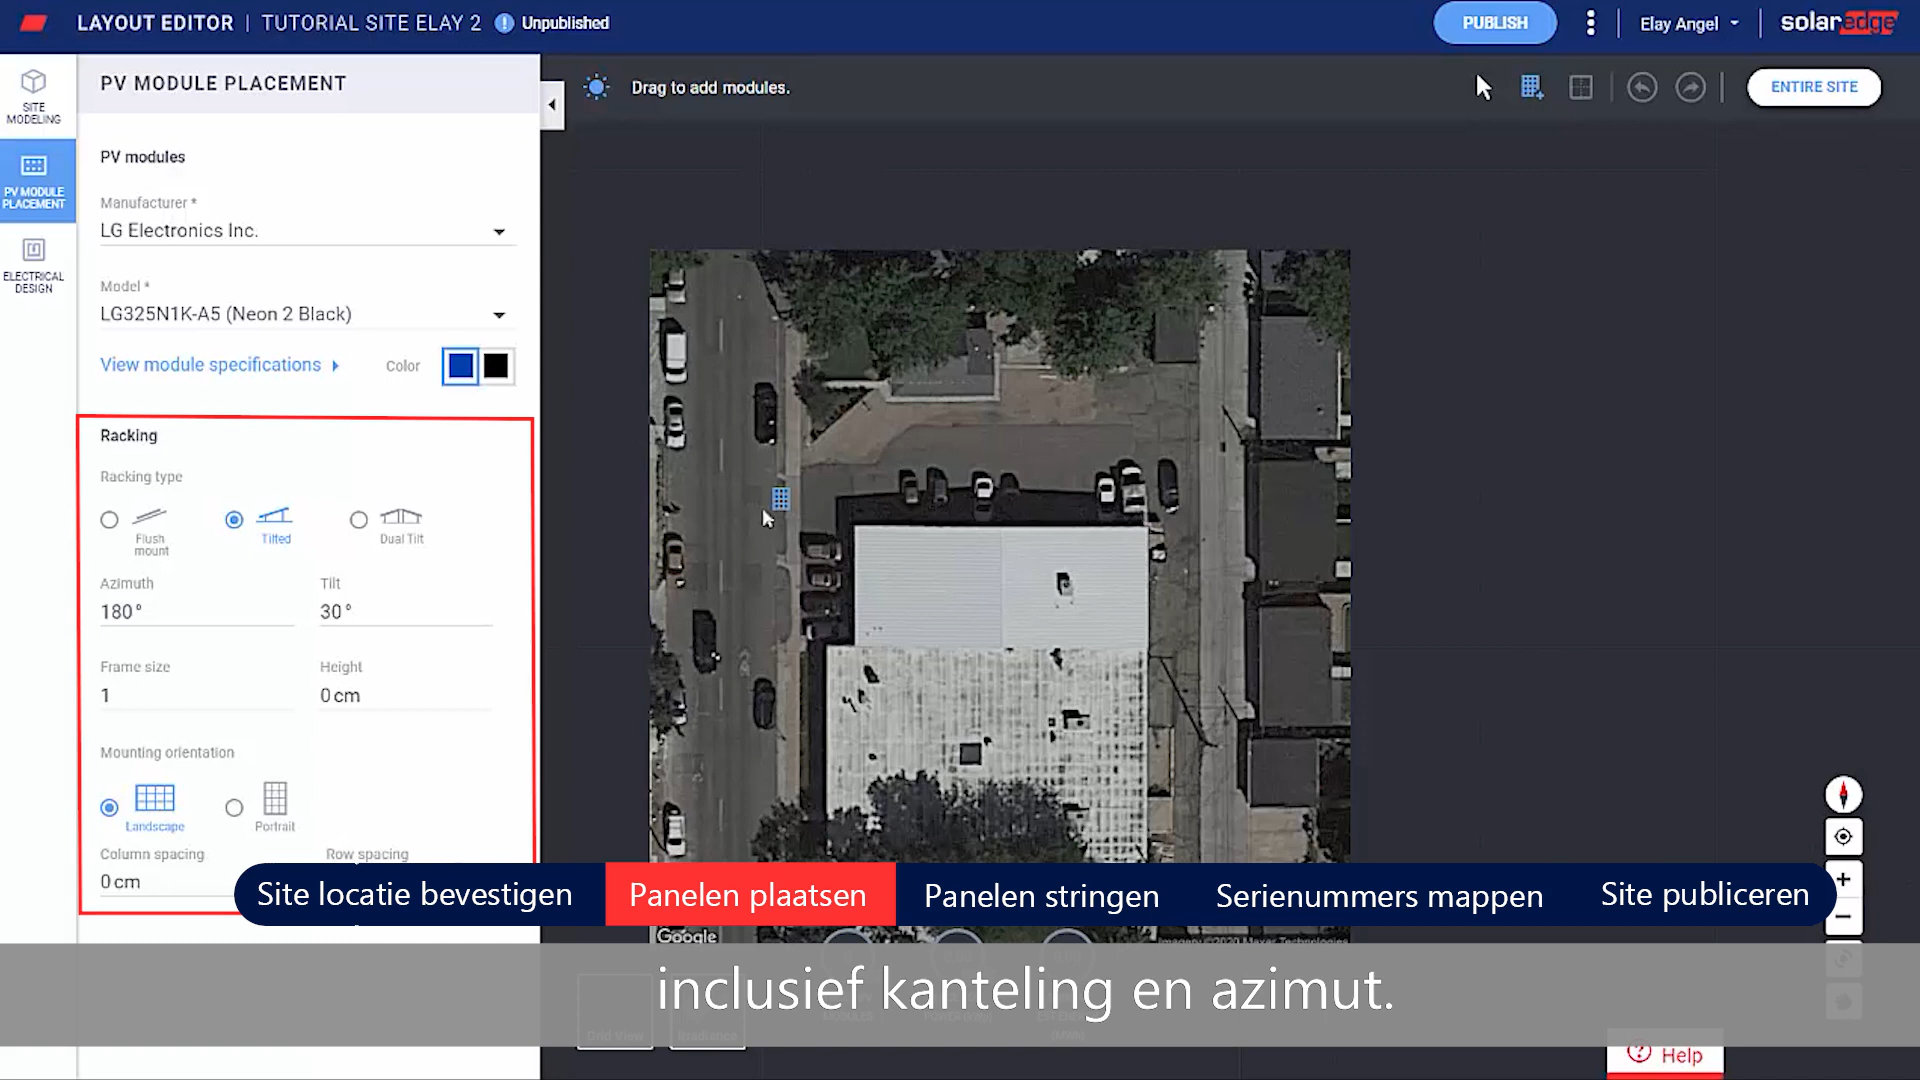 LAYOUT EDITOR | TUTORIAL SITE ELAY 2 Unpublished
PUBLISH
Elay Angel
solaredge
SITE
MODELING
PV MODULE
PLACEMENT
ELECTRICAL
DESIGN
PV MODULE PLACEMENT
Drag to add modules.
ENTIRE SITE
PV modules
Manufacturer *
LG Electronics Inc.
Model *
LG325N1K-A5 (Neon 2 Black)
View module specifications
Color
Racking
Racking type
Flush
mount
Tilted
Dual Tilt
Azimuth
Tilt
180°
30°
Frame size
Height
1
0 cm
Mounting orientation
Landscape
Portrait
Column spacing
Row spacing
0 cm
Site locatie bevestigen
Panelen plaatsen
Panelen stringen
Serienummers mappen
Site publiceren
Google
inclusief kanteling en azimut.
Help